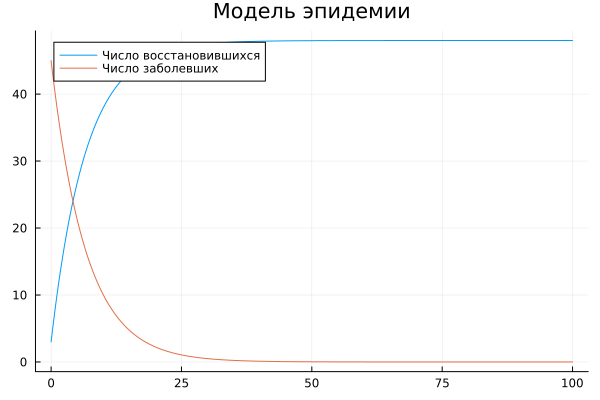 Модель эпидемии
Число восстановившихся
Число заболевших
40
30
20
10
0
0 25 50 75 100